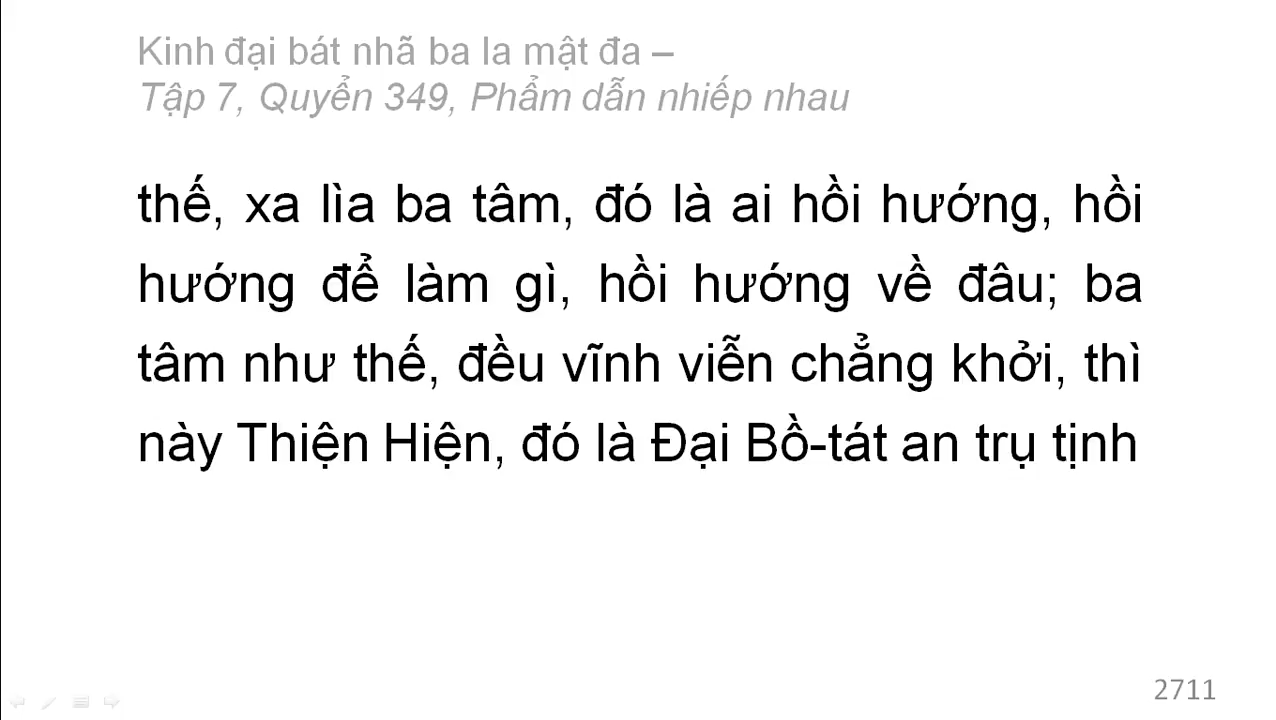 Kinh đại bát nhã ba la mật đa –
Tập 7, Quyển 349, Phẩm dẫn nhiếp nhau
thế, xa lìa ba tâm, đó là ai hồi hướng, hồi
hướng để làm gì, hồi hướng về đâu; ba
tâm như thế, đều vĩnh viễn chẳng khởi, thì
này Thiện Hiện, đó là Đại Bồ-tát an trụ tịnh
2711